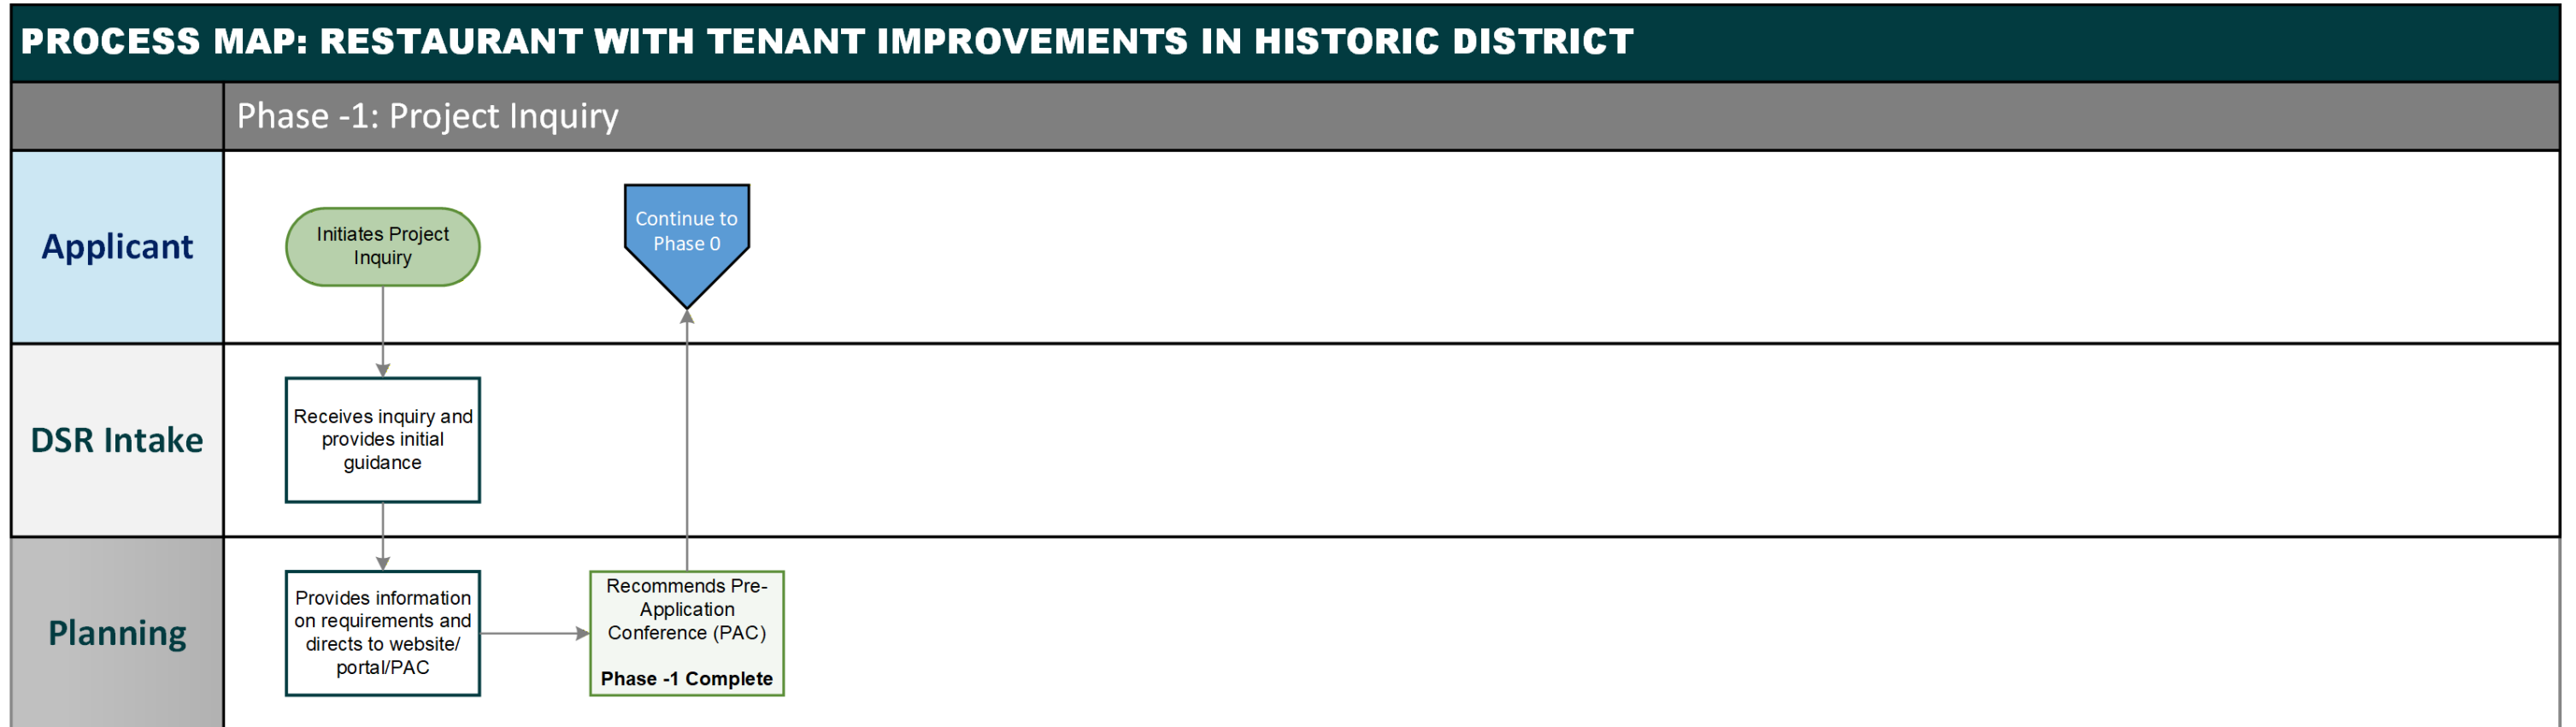 PROCESS MAP: RESTAURANT WITH TENANT IMPROVEMENTS IN HISTORIC DISTRICT
Phase -1: Project Inquiry
Applicant
Initiates Project
Inquiry
Continue to
Phase 0
DSR Intake
Receives inquiry and
provides initial
guidance
Planning
Provides information
on requirements and
directs to website/
portal/PAC
Recommends Pre-
Application
Conference (PAC)
Phase -1 Complete